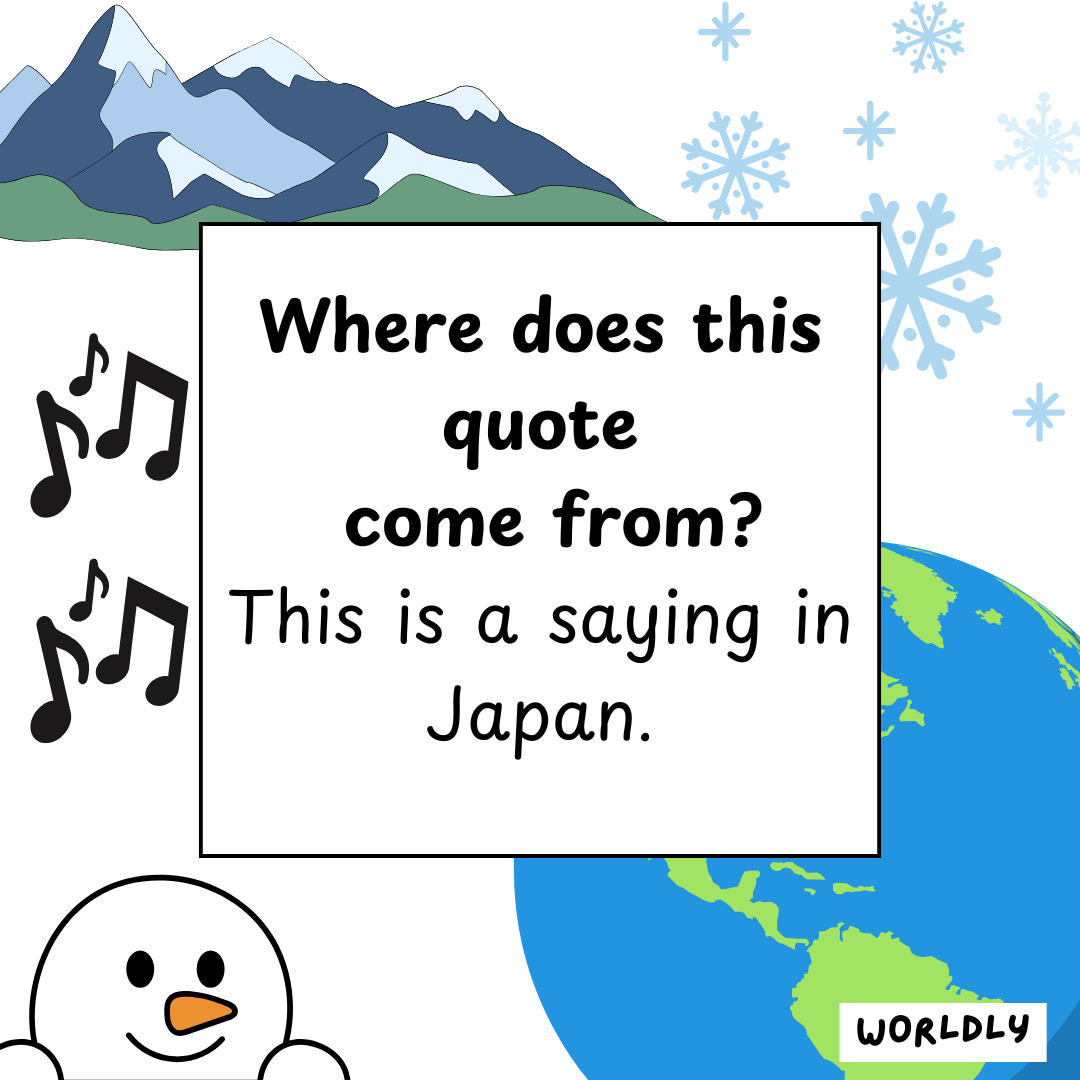 Where does this
quote
come from?
This is a saying in
Japan.
WORLDLY